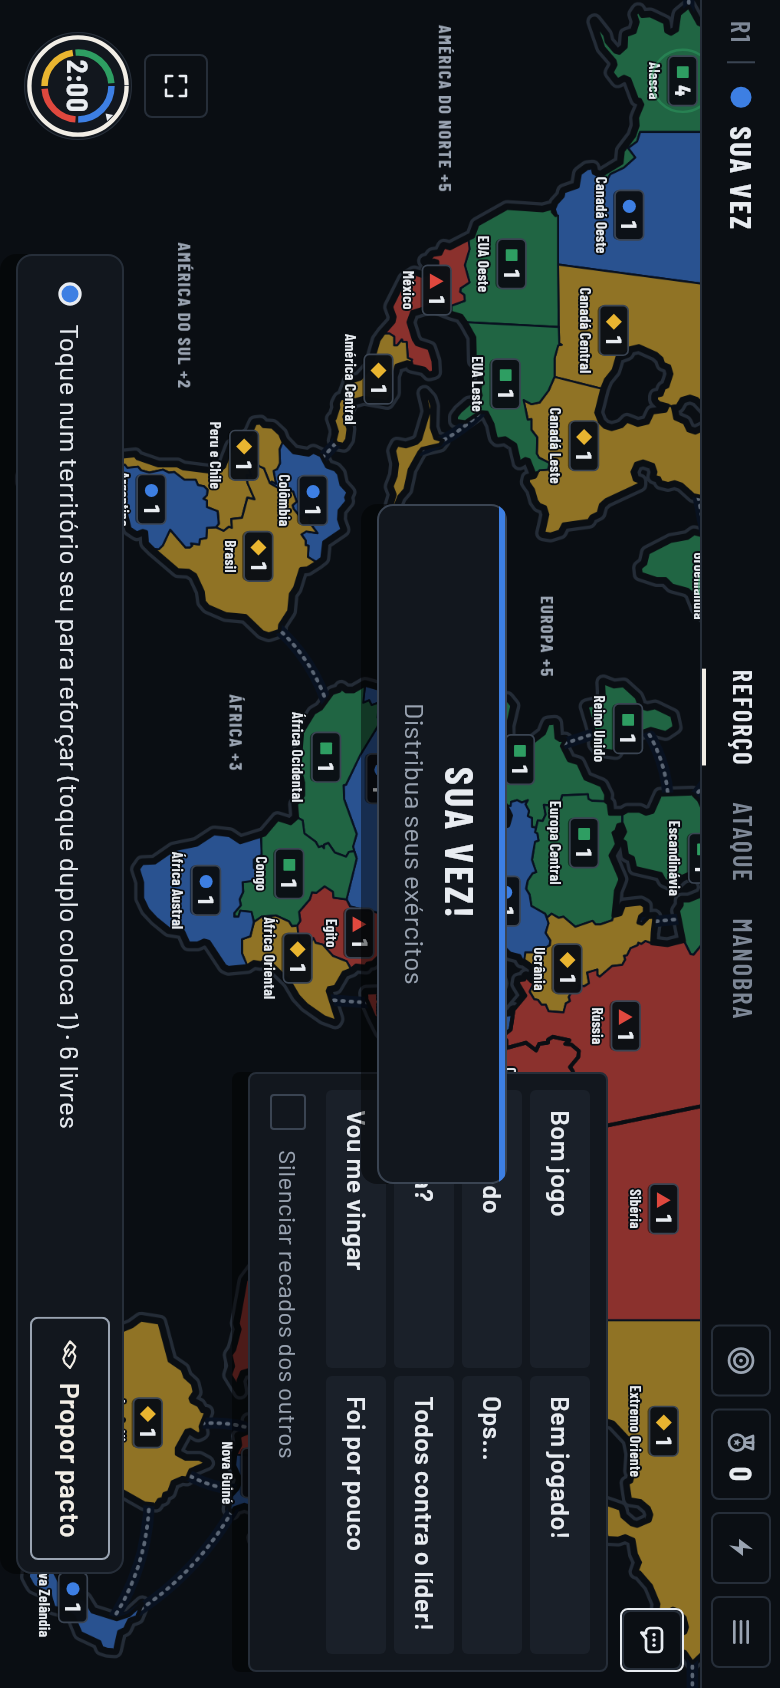 R1
SUA VEZ
REFORÇO
ATAQUE
MANOBRA
0
4
Alasca
1
Canadá Oeste
1
Canadá Central
1
Canadá Leste
1
EUA Oeste
1
EUA Leste
1
México
1
América Central
AMÉRICA DO NORTE +5
Groenlândia
EUROPA +5
1
Reino Unido
Escandinávia
1
Europa Central
1
1
1
Ucrânia
1
Rússia
1
Sibéria
1
Extremo Oriente
SUA VEZ!
Distribua seus exércitos
Bom jogo
Bem jogado!
do
Ops...
a?
Todos contra o líder!
Vou me vingar
Foi por pouco
Silenciar recados dos outros
AMÉRICA DO SUL +2
1
Colômbia
1
Peru e Chile
1
Brasil
1
ÁFRICA +3
1
África Ocidental
1
1
Egito
1
Congo
1
África Oriental
1
África Austral
Nova Guiné
1
1
va Zelândia
2:00
Toque num território seu para reforçar (toque duplo coloca 1) · 6 livres
Propor pacto